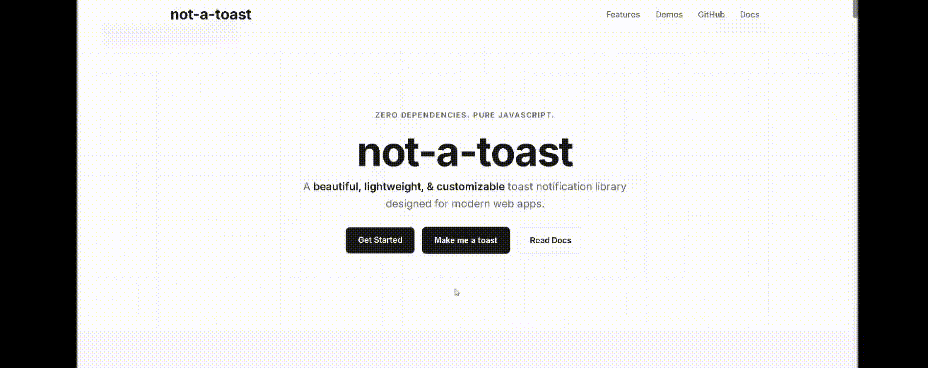 not-a-toast
Features Demos GitHub Docs
ZERO DEPENDENCIES. PURE JAVASCRIPT.
not-a-toast
A beautiful, lightweight, & customizable toast notification library
designed for modern web apps.
Get Started Make me a toast Read Docs